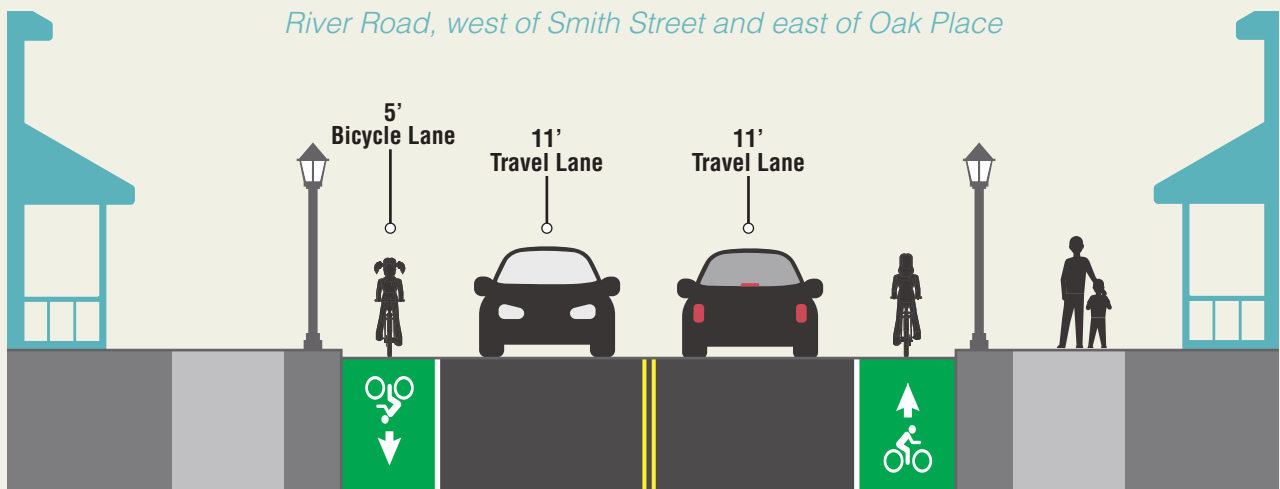 River Road, west of Smith Street and east of Oak Place
5’
Bicycle Lane
11’
Travel Lane
11’
Travel Lane